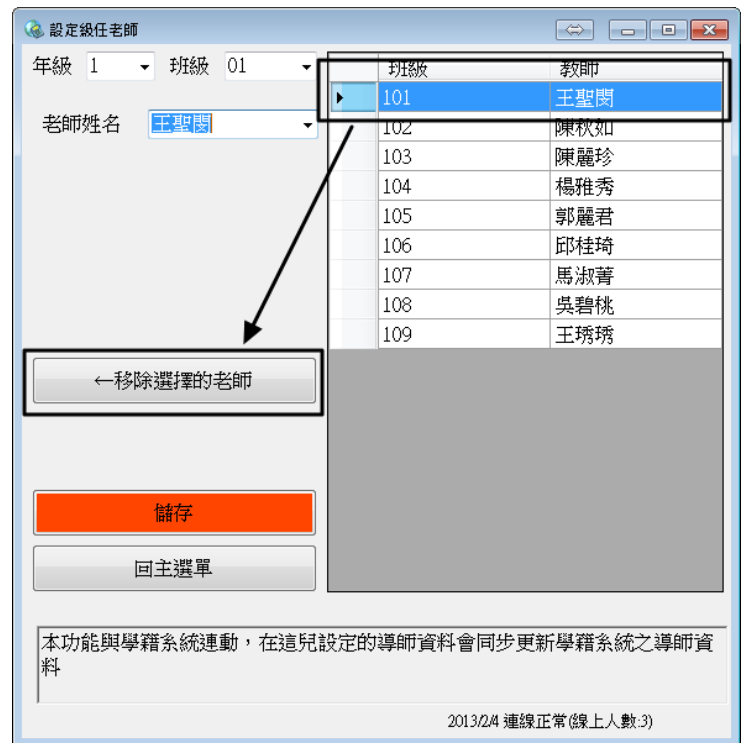 設定級任老師
年級 1 班級 01
老師姓名 王聖閔
班級 教師
101 王聖閔
102 陳秋如
103 陳麗珍
104 楊雅秀
105 郭麗君
106 邱桂琦
107 馬淑菁
108 吳碧桃
109 王琇琇
←移除選擇的老師
儲存
回主選單
本功能與學籍系統連動，在這兒設定的導師資料會同步更新學籍系統之導師資
料
2013/2/4 連線正常(線上人數:3)